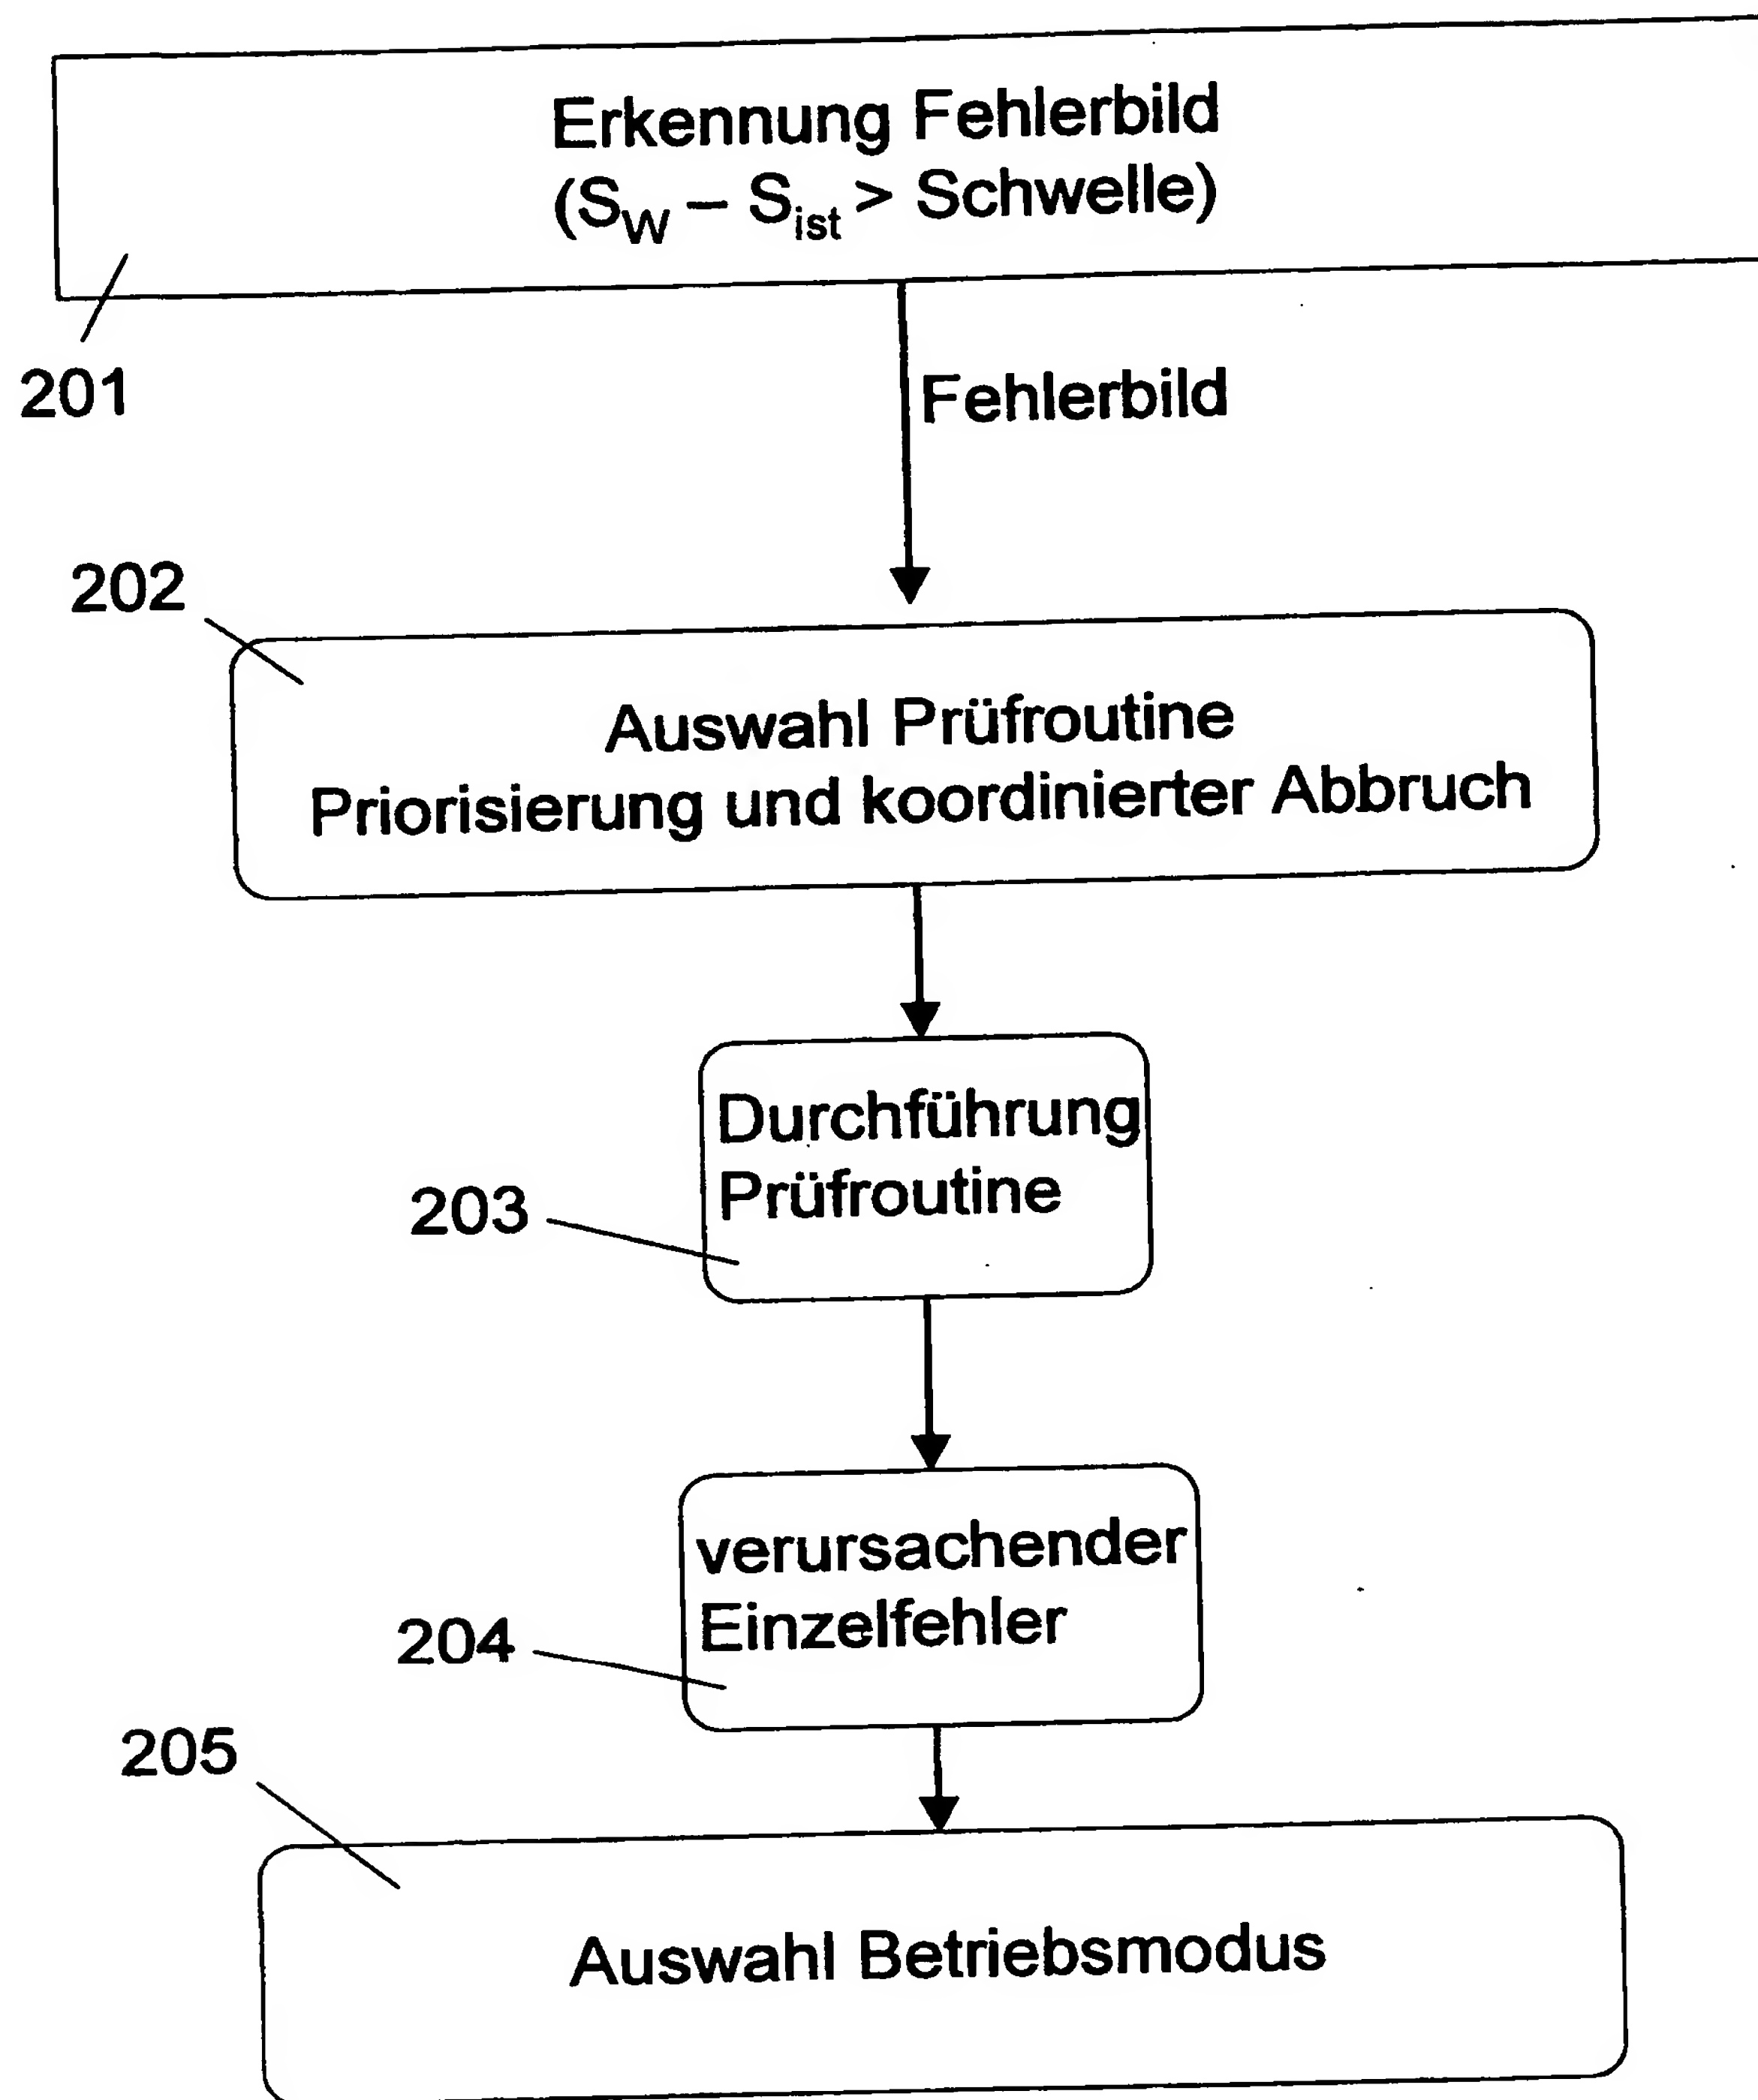 Erkennung Fehlerbild
(S_W – S_ist > Schwelle)
201
Fehlerbild
202
Auswahl Prüfroutine
Priorisierung und koordinierter Abbruch
Durchführung
Prüfroutine
203
verursachender
Einzelfehler
204
205
Auswahl Betriebsmodus